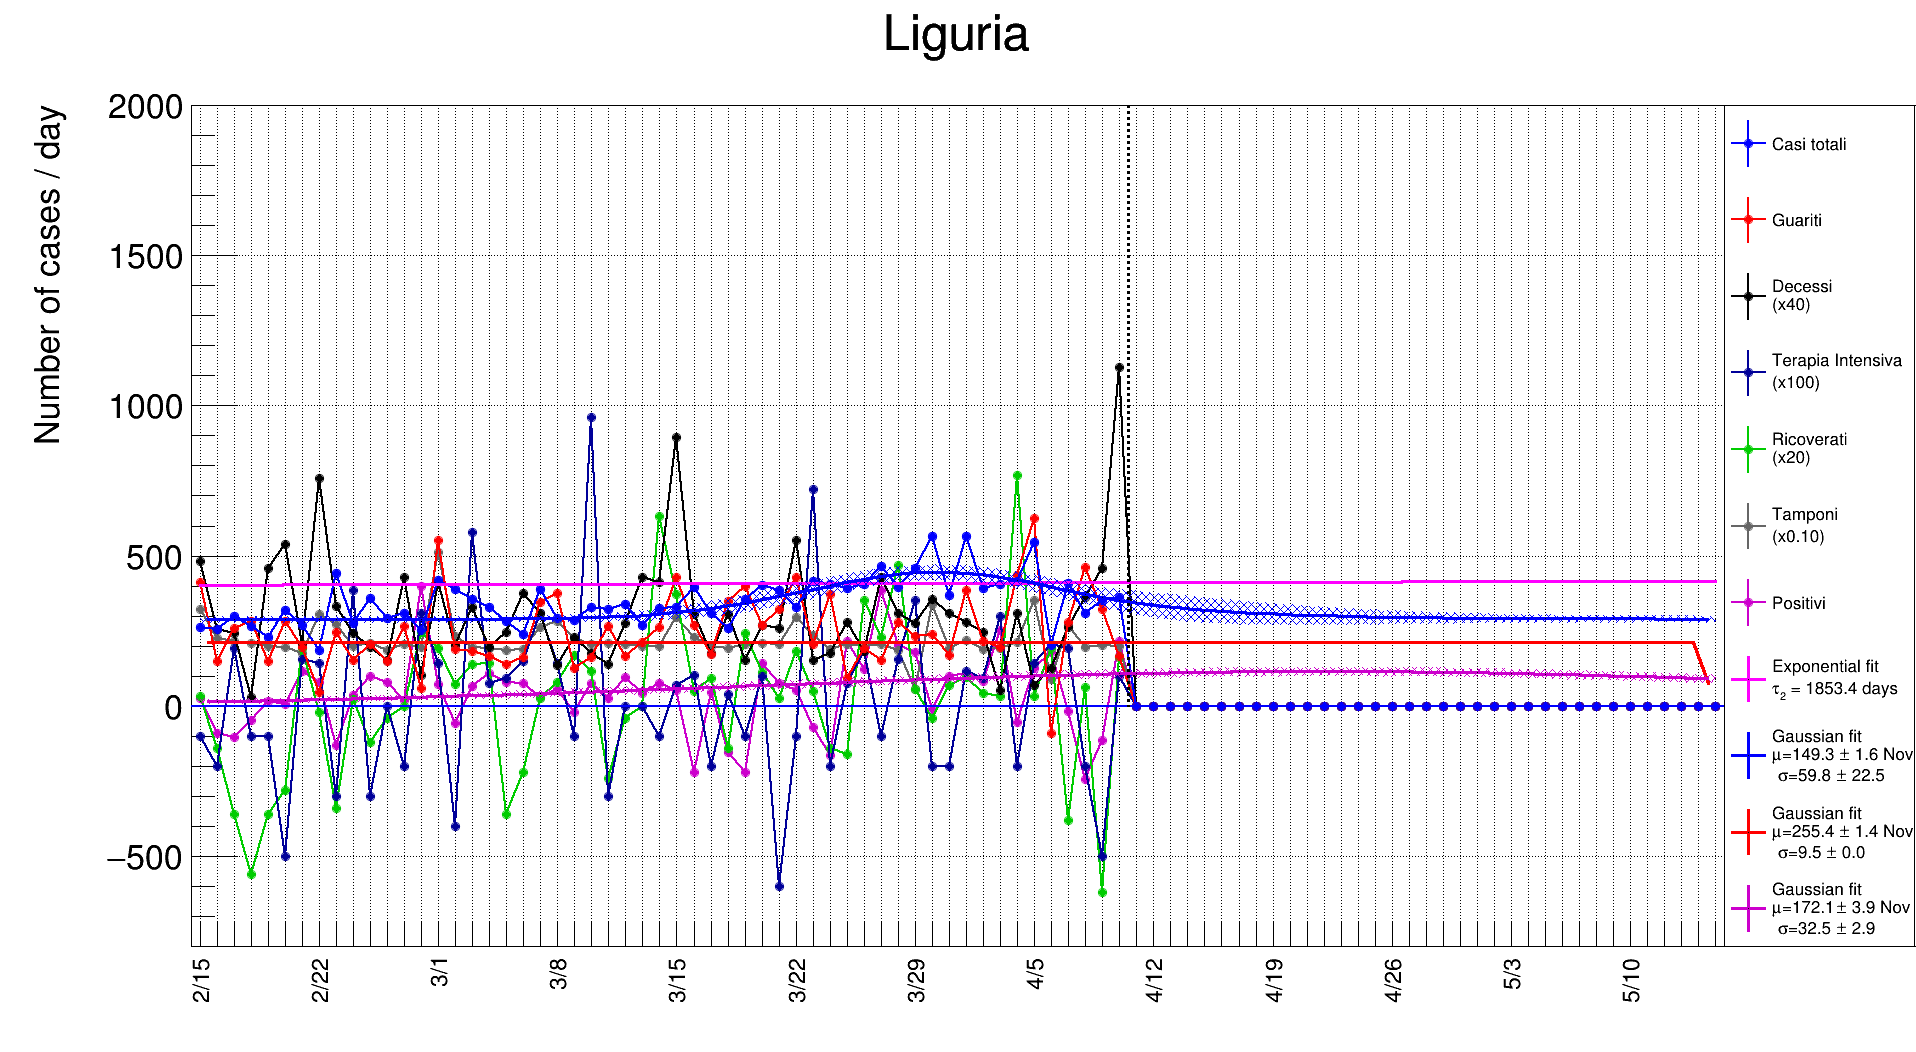 Liguria
Number of cases / day
2000
1500
1000
500
0
−500
2/15
2/22
3/1
3/8
3/15
3/22
3/29
4/5
4/12
4/19
4/26
5/3
5/10
Casi totali
Guariti
Decessi
(x40)
Terapia Intensiva
(x100)
Ricoverati
(x20)
Tamponi
(x0.10)
Positivi
Exponential fit
τ2 = 1853.4 days
Gaussian fit
μ=149.3 ± 1.6 Nov
σ=59.8 ± 22.5
Gaussian fit
μ=255.4 ± 1.4 Nov
σ=9.5 ± 0.0
Gaussian fit
μ=172.1 ± 3.9 Nov
σ=32.5 ± 2.9